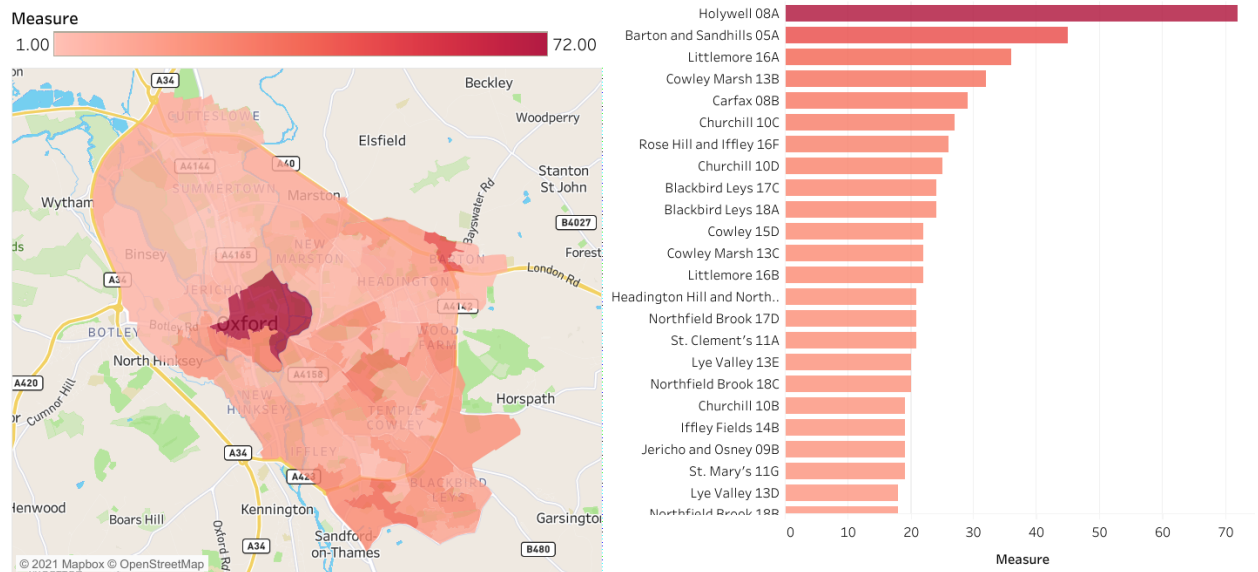 Measure
1.00
72.00
A34
Beckley
CUTTESLOWE
Woodperry
Elsfield
A4144
A40
Stanton
St John
SUMMERTOWN
Marston
Bayswater Rd
Wytham
B4027
NEW
MARSTON
BARTON
Binsey
A4165
Forest
London Rd
A34
HEADINGTON
JERICHO
A4142
Oxford
BOTLEY
Botley Rd
WOOD
FARM
North Hinksey
A4158
A420
Cumnor Hill
NEW
HINKSEY
Horspath
TEMPLE
COWLEY
A34
IFFLEY
A423
BLACKBIRD
LEYS
Henwood
Boars Hill
Kennington
Garsington
Oxford Rd
A34
Sandford-
on-Thames
B480
© 2021 Mapbox © OpenStreetMap
Holywell 08A
Barton and Sandhills 05A
Littlemore 16A
Cowley Marsh 13B
Carfax 08B
Churchill 10C
Rose Hill and Iffley 16F
Churchill 10D
Blackbird Leys 17C
Blackbird Leys 18A
Cowley 15D
Cowley Marsh 13C
Littlemore 16B
Headington Hill and North..
Northfield Brook 17D
St. Clement's 11A
Lye Valley 13E
Northfield Brook 18C
Churchill 10B
Iffley Fields 14B
Jericho and Osney 09B
St. Mary's 11G
Lye Valley 13D
Northfield Brook 18B
0 10 20 30 40 50 60 70
Measure